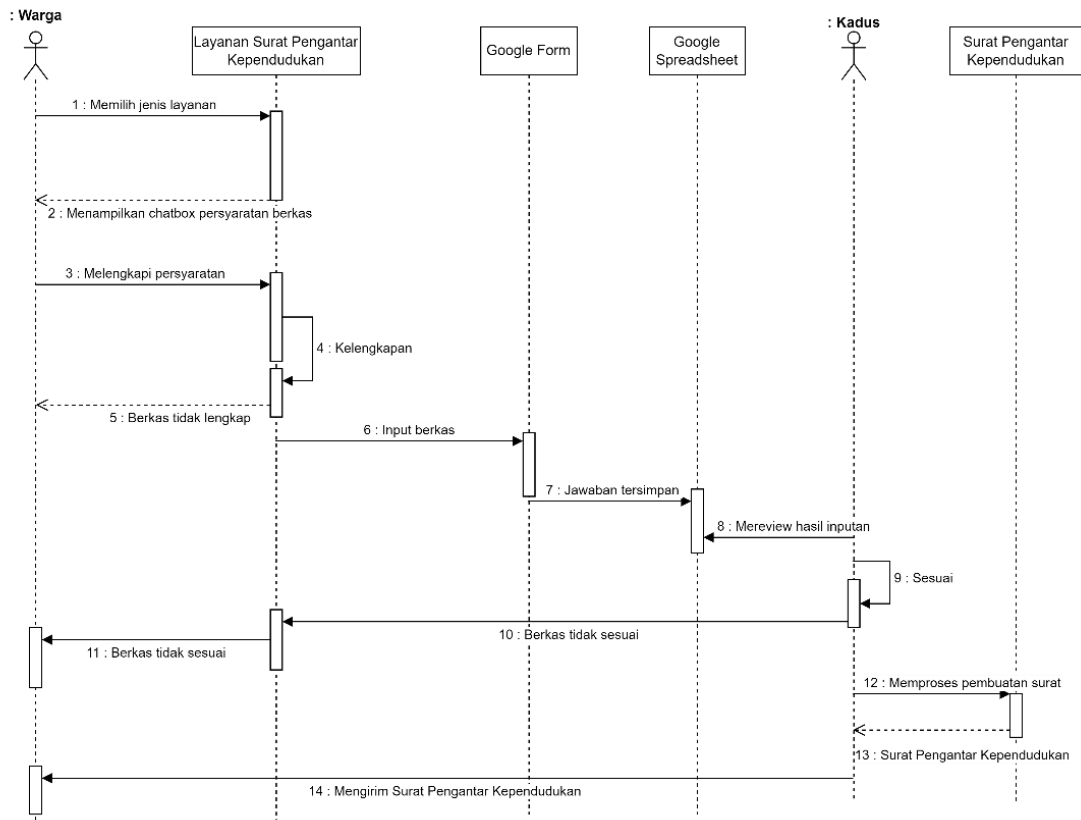 : Warga
Layanan Surat Pengantar
Kependudukan
Google Form
Google
Spreadsheet
: Kadus
Surat Pengantar
Kependudukan
1 : Memilih jenis layanan
2 : Menampilkan chatbox persyaratan berkas
3 : Melengkapi persyaratan
4 : Kelengkapan
5 : Berkas tidak lengkap
6 : Input berkas
7 : Jawaban tersimpan
8 : Mereview hasil inputan
9 : Sesuai
10 : Berkas tidak sesuai
11 : Berkas tidak sesuai
12 : Memproses pembuatan surat
13 : Surat Pengantar Kependudukan
14 : Mengirim Surat Pengantar Kependudukan